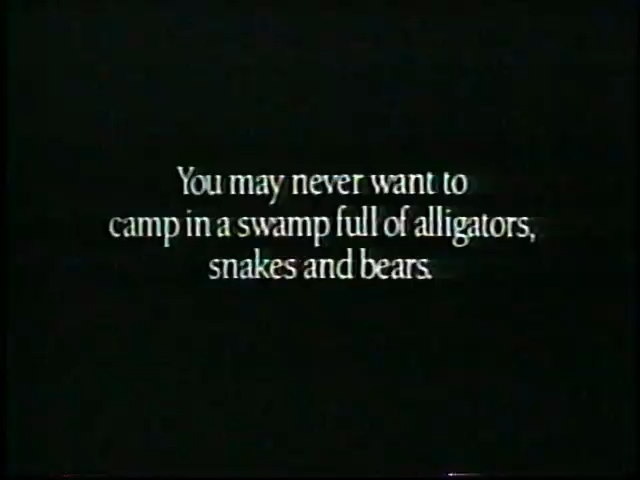 You may never want to
camp in a swamp full of alligators,
snakes and bears.